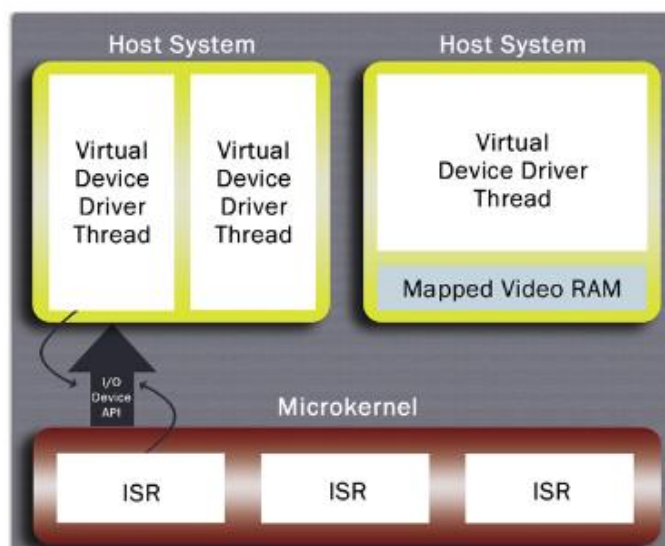 Host System
Virtual
Device
Driver
Thread
Virtual
Device
Driver
Thread
Host System
Virtual
Device Driver
Thread
Mapped Video RAM
I/O
Device
API
Microkernel
ISR
ISR
ISR